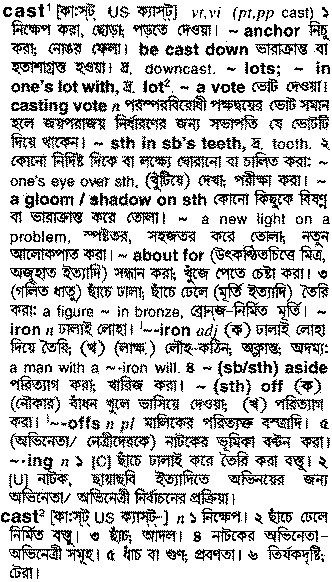 cast¹ [কা:স্‌ট্ US ক্যাস্‌ট্] vt,vi (pt,pp cast) ১
নিক্ষেপ করা, ছোড়া, পড়তে দেওয়া। ~ anchor নিচু
করা; নোঙর ফেলা। be cast down ভারাক্রান্ত বা
হতাশাগ্রস্ত হওয়া। দ্র. downcast. ~ lots; ~ in
one's lot with, দ্র. lot². ~ a vote ভোট দেওয়া।
casting vote n পরস্পরবিরোধী পক্ষদ্বয়ের ভোট সমান
হলে জয়পরাজয় নির্ধারণের জন্য সভাপতি যে ভোটটি
দিয়ে থাকেন। ~ sth in sb's teeth, দ্র. tooth. ২
কোনো নির্দিষ্ট দিকে বা লক্ষ্যে ঘোরানো বা চালিত করা: ~
one's eye over sth, (খুঁটিয়ে) দেখা; পরীক্ষা করা। ~
a gloom / shadow on sth কোনো কিছুকে বিষণ্ন
বা ভারাক্রান্ত করে তোলা। ~ a new light on a
problem, স্পষ্টতর, সহজতর করে তোলা; নতুন
আলোকপাত করা। ~ about for (উৎকণ্ঠিতচিত্তে মিত্র,
অজুহাত ইত্যাদি) সন্ধান করা; খুঁজে পেতে চেষ্টা করা। ৩
(গলিত ধাতু) ছাঁচে ঢালা; ছাঁচে ঢেলে (মূর্তি ইত্যাদি) তৈরি
করা: a figure ~ in bronze, ব্রোন্‌জ-নির্মিত মূর্তি। ~
iron n ঢালাই লোহা। '~-iron adj (ক) ঢালাই লোহা
দিয়ে তৈরি; (খ) (লাক্ষ.) লৌহ-কঠিন; অক্লান্ত; অদম্য:
a man with a ~-iron will. ৪ ~ (sb/sth) aside
পরিত্যাগ করা; খারিজ করা। ~ (sth) off (ক)
(নৌকার) বাঁধন খুলে ভাসিয়ে দেওয়া; (খ) পরিত্যাগ
করা। '~-offs n pl মালিকের পরিত্যক্ত বস্ত্রাদি। ৫
(অভিনেতা/ নেত্রীদেরকে) নাটকের ভূমিকা বণ্টন করা।
~·ing n ১ [C] ছাঁচে ঢালাই করে তৈরি করা বস্তু। ২
[U] নাটক, ছায়াছবি ইত্যাদিতে অভিনয়ের জন্য
অভিনেতা/ অভিনেত্রী নির্বাচনের প্রক্রিয়া।
cast² [কা:স্‌ট্ US ক্যাস্‌ট্-] n ১ নিক্ষেপ। ২ ছাঁচে ঢেলে
নির্মিত বস্তু। ৩ ছাঁচ; আদল। ৪ নাটকের অভিনেতা-
অভিনেত্রী সমূহ। ৫ ধাঁচ বা গুণ; প্রবণতা। ৬ তির্যকদৃষ্টি;
টেরা।